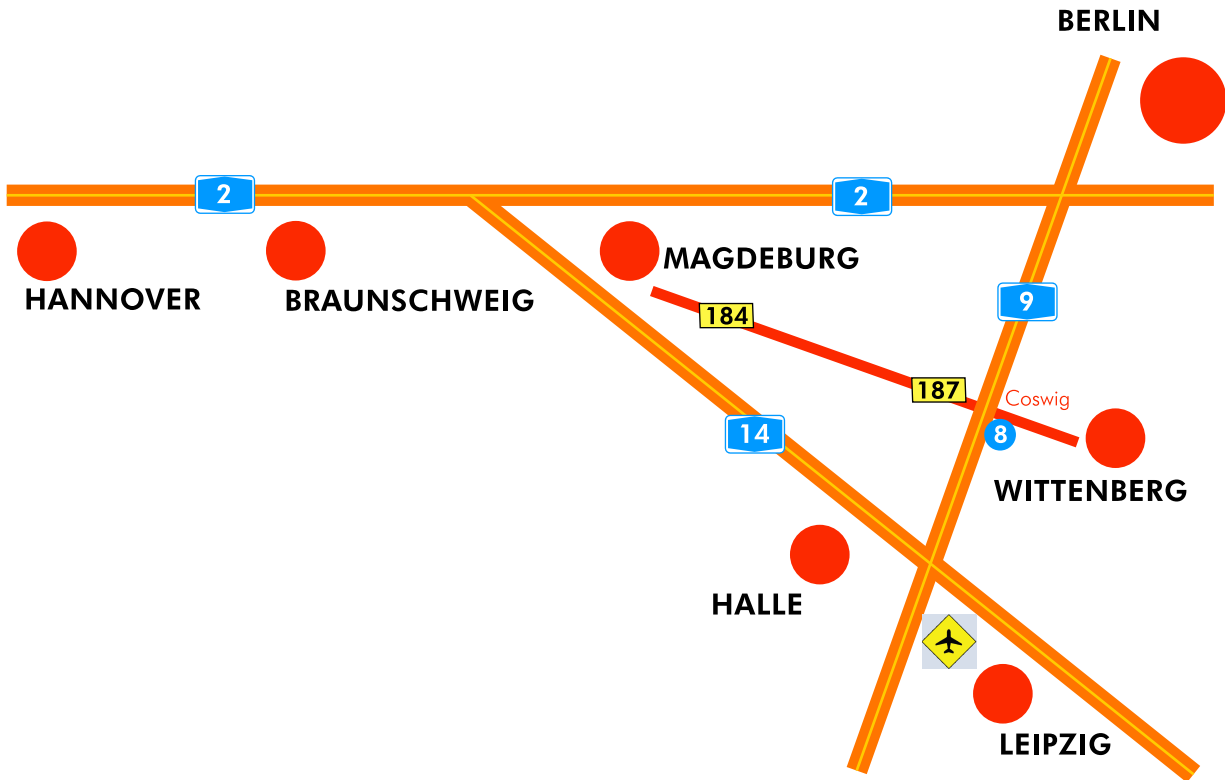 BERLIN
2
2
MAGDEBURG
HANNOVER
BRAUNSCHWEIG
9
184
187
Coswig
14
8
WITTENBERG
HALLE
LEIPZIG